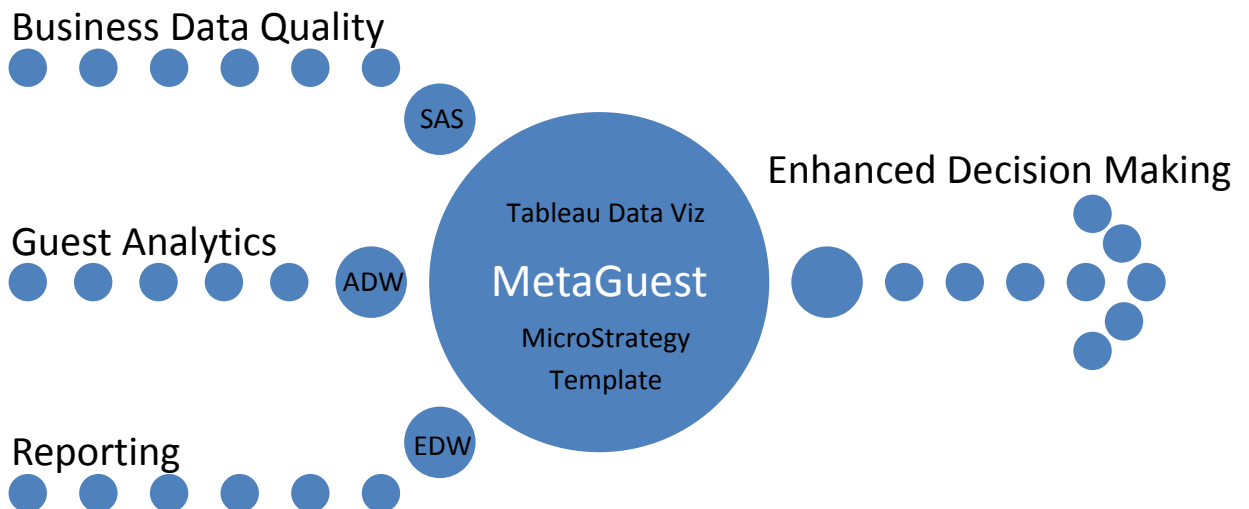 Business Data Quality
SAS
Enhanced Decision Making
Tableau Data Viz
Guest Analytics
ADW
MetaGuest
MicroStrategy
Template
Reporting
EDW